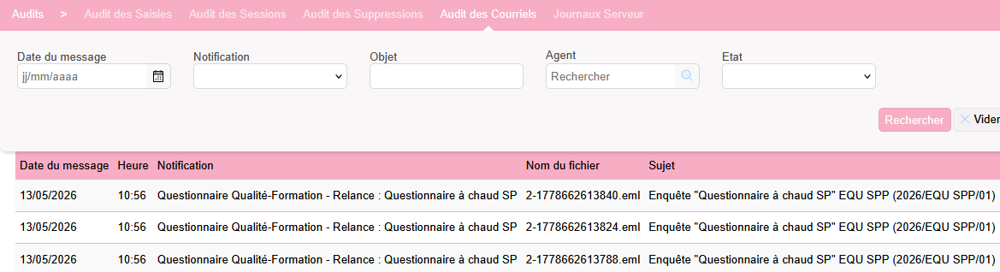 Audits > Audit des Saisies Audit des Sessions Audit des Suppressions Audit des Courriels Journaux Serveur
Date du message Notification Objet Agent Etat
jj/mm/aaaa Rechercher
Rechercher Vider
Date du message Heure Notification Nom du fichier Sujet
13/05/2026 10:56 Questionnaire Qualité-Formation - Relance : Questionnaire à chaud SP 2-1778662613840.eml Enquête "Questionnaire à chaud SP" EQU SPP (2026/EQU SPP/01)
13/05/2026 10:56 Questionnaire Qualité-Formation - Relance : Questionnaire à chaud SP 2-1778662613824.eml Enquête "Questionnaire à chaud SP" EQU SPP (2026/EQU SPP/01)
13/05/2026 10:56 Questionnaire Qualité-Formation - Relance : Questionnaire à chaud SP 2-1778662613788.eml Enquête "Questionnaire à chaud SP" EQU SPP (2026/EQU SPP/01)